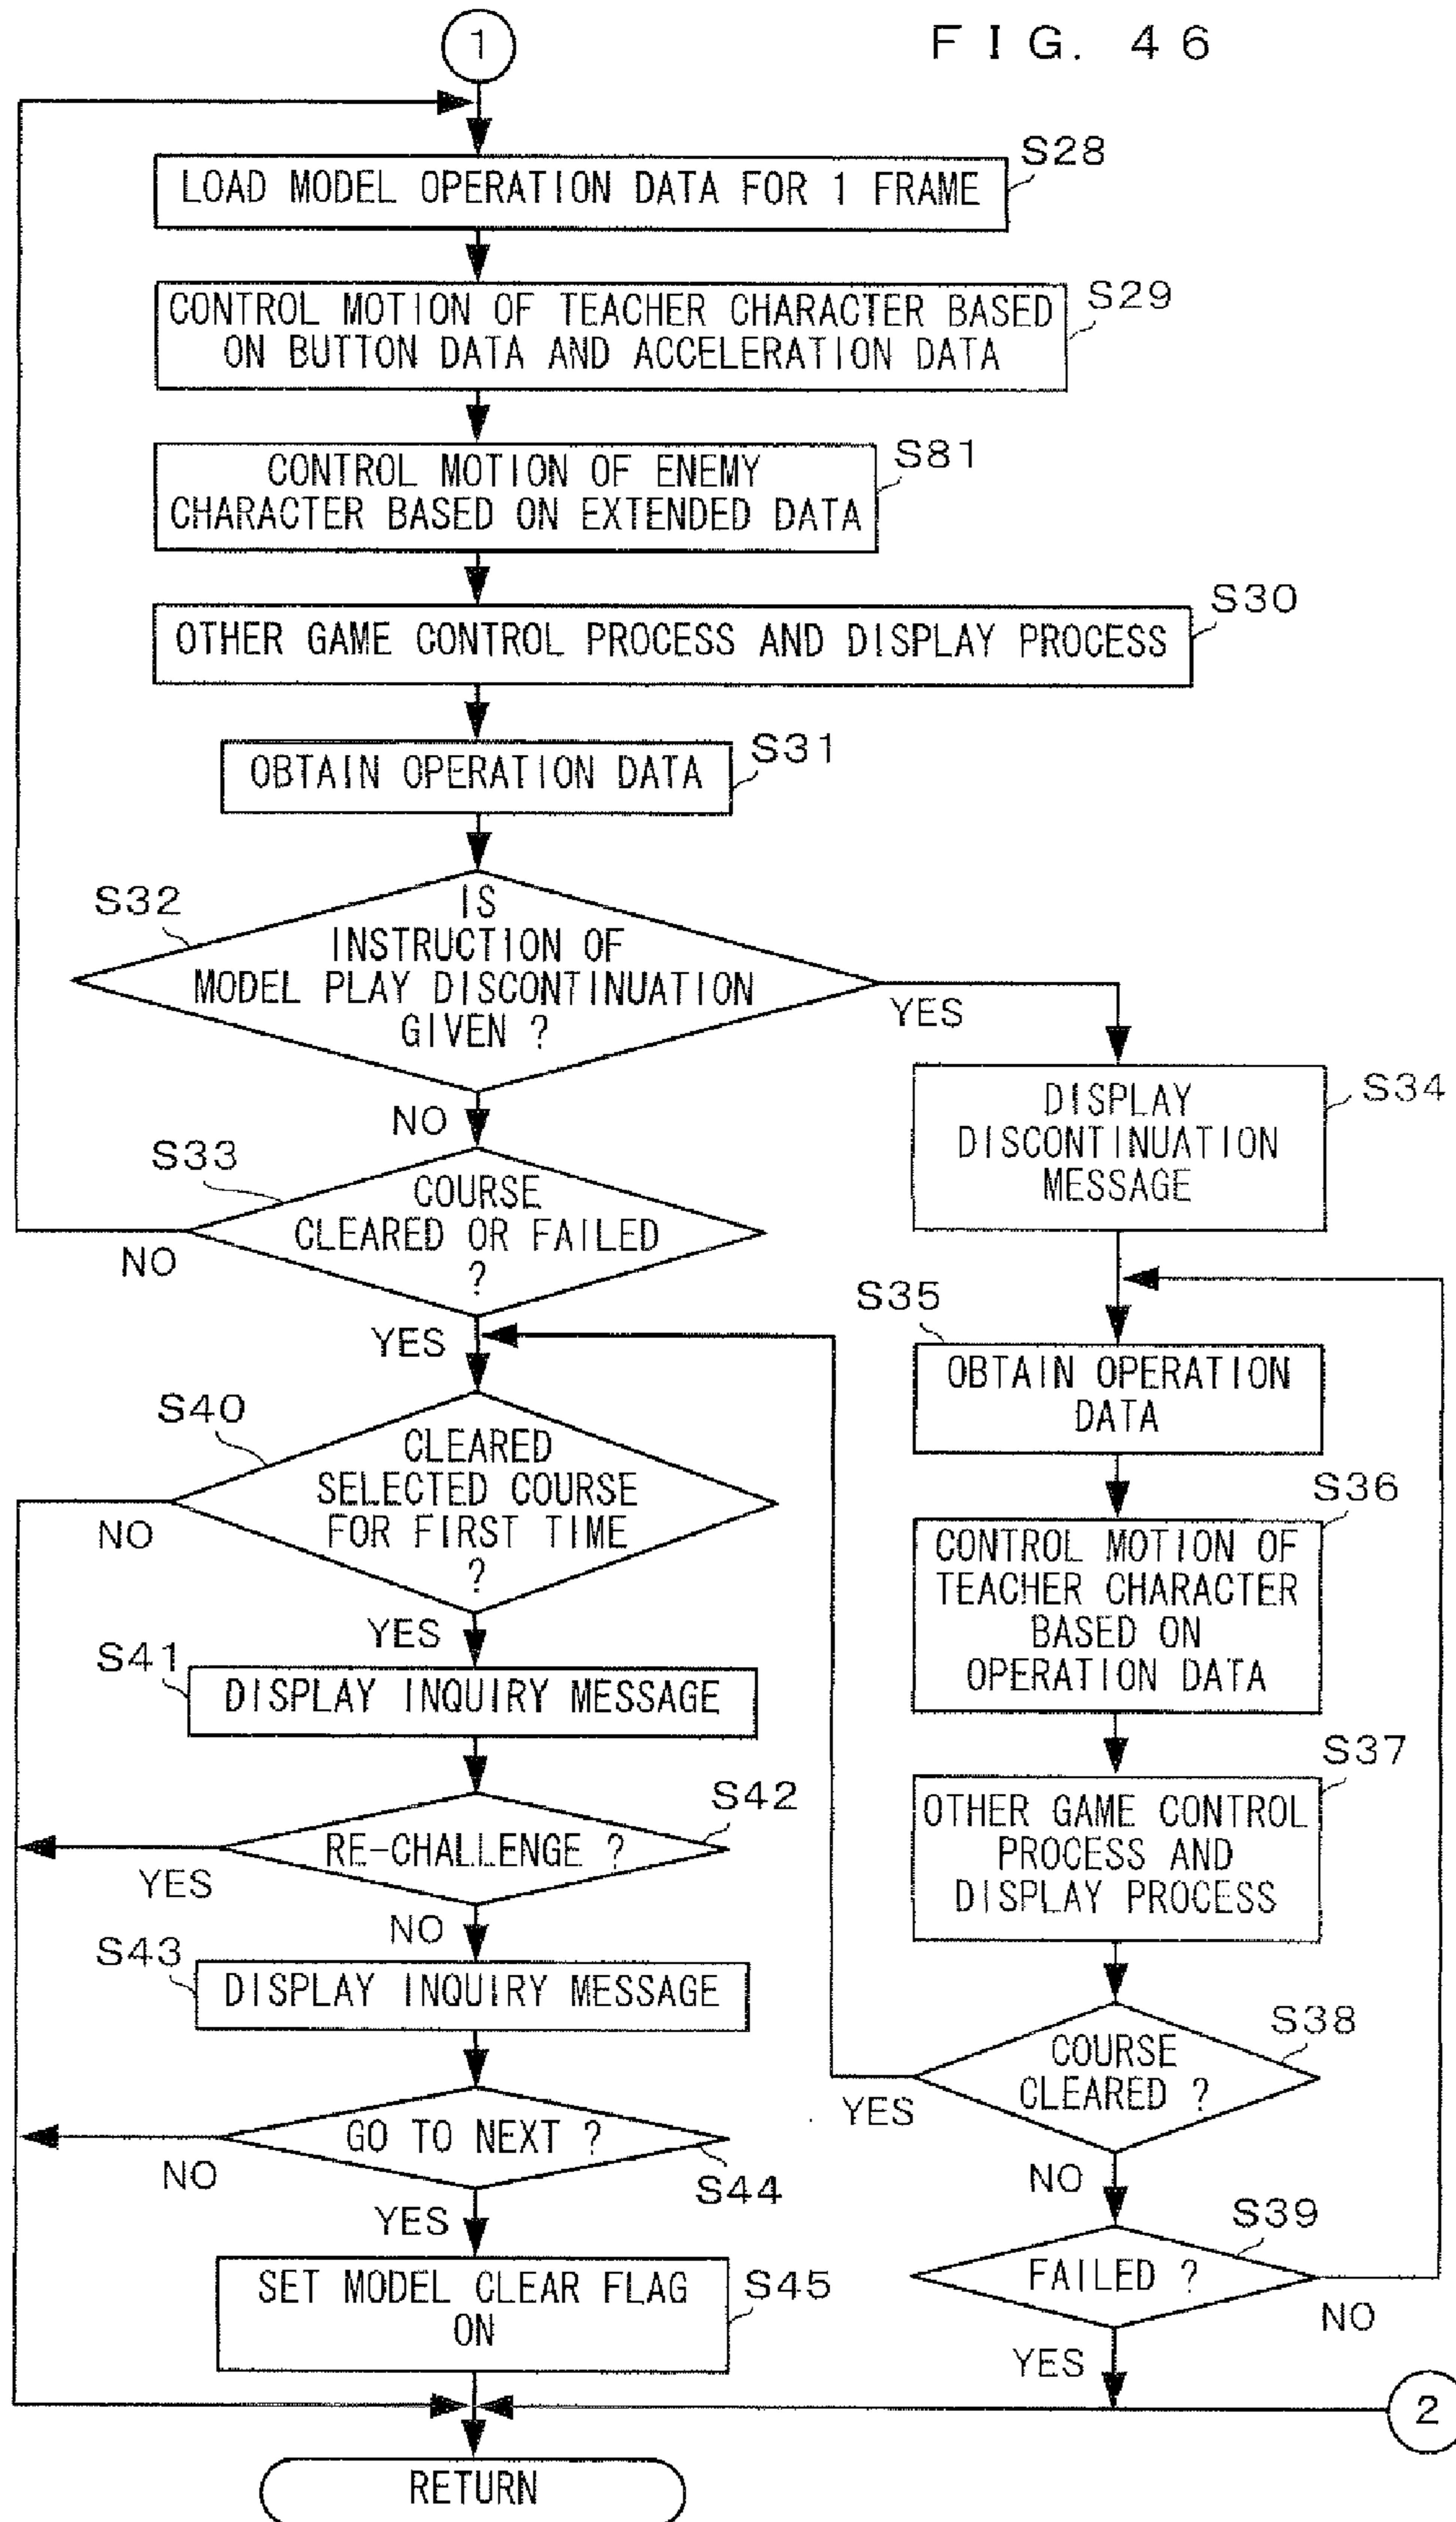 FIG. 46
1
LOAD MODEL OPERATION DATA FOR 1 FRAME
S28
CONTROL MOTION OF TEACHER CHARACTER BASED
ON BUTTON DATA AND ACCELERATION DATA
S29
CONTROL MOTION OF ENEMY
CHARACTER BASED ON EXTENDED DATA
S81
OTHER GAME CONTROL PROCESS AND DISPLAY PROCESS
S30
OBTAIN OPERATION DATA
S31
S32
IS
INSTRUCTION OF
MODEL PLAY DISCONTINUATION
GIVEN ?
YES
NO
S33
COURSE
CLEARED OR FAILED
?
NO
YES
S40
CLEARED
SELECTED COURSE
FOR FIRST TIME
?
NO
YES
S41
DISPLAY INQUIRY MESSAGE
S42
RE-CHALLENGE ?
YES
NO
S43
DISPLAY INQUIRY MESSAGE
GO TO NEXT ?
S44
NO
YES
SET MODEL CLEAR FLAG
ON
S45
RETURN
DISPLAY
DISCONTINUATION
MESSAGE
S34
S35
OBTAIN OPERATION
DATA
S36
CONTROL MOTION OF
TEACHER CHARACTER
BASED ON
OPERATION DATA
S37
OTHER GAME CONTROL
PROCESS AND
DISPLAY PROCESS
S38
COURSE
CLEARED ?
YES
NO
S39
FAILED ?
NO
YES
2